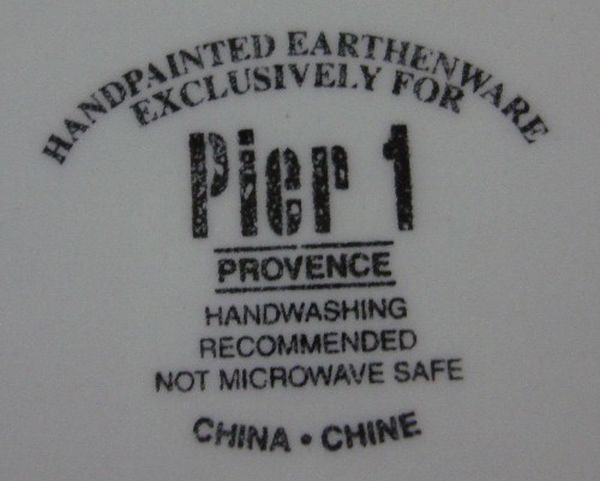 HANDPAINTED EARTHENWARE
EXCLUSIVELY FOR
Pier 1
PROVENCE
HANDWASHING
RECOMMENDED
NOT MICROWAVE SAFE
CHINA • CHINE